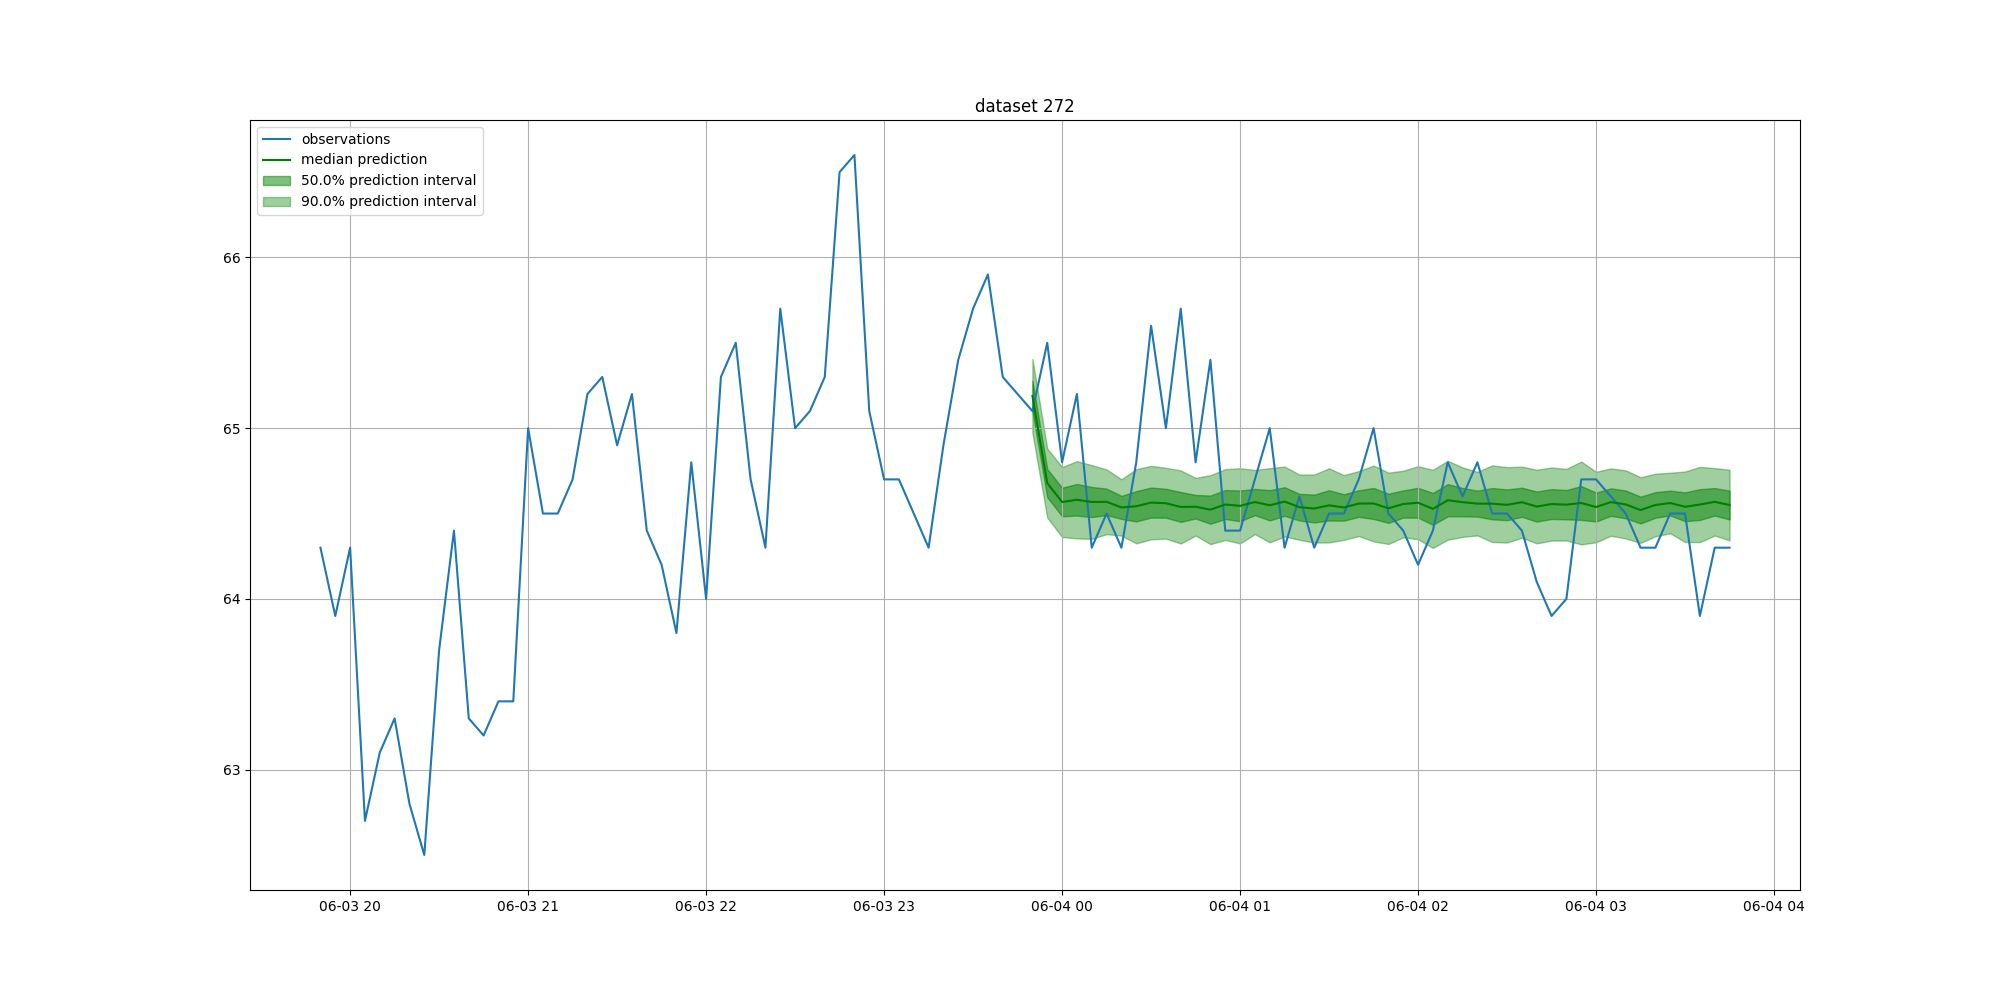 dataset 272
observations
median prediction
50.0% prediction interval
90.0% prediction interval
66
65
64
63
06-03 20
06-03 21
06-03 22
06-03 23
06-04 00
06-04 01
06-04 02
06-04 03
06-04 04